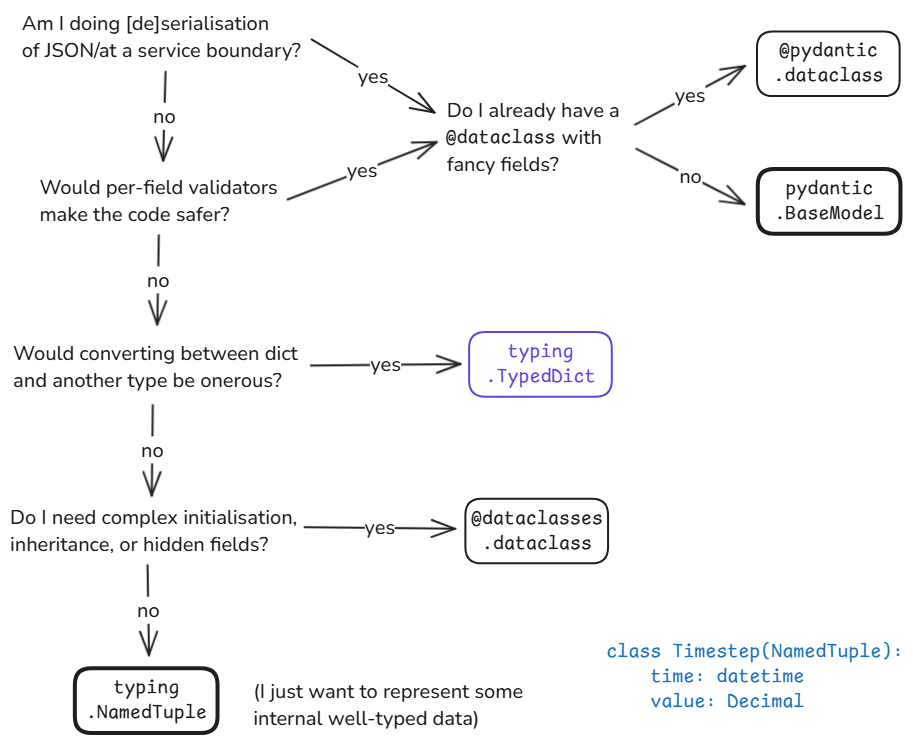 Am I doing [de]serialisation
of JSON/at a service boundary?
yes
no
Do I already have a
@dataclass with
fancy fields?
yes
@pydantic
.dataclass
no
pydantic
.BaseModel
Would per-field validators
make the code safer?
yes
no
Would converting between dict
and another type be onerous?
yes
typing
.TypedDict
no
Do I need complex initialisation,
inheritance, or hidden fields?
yes
@dataclasses
.dataclass
no
typing
.NamedTuple
(I just want to represent some
internal well-typed data)
class Timestep(NamedTuple):
time: datetime
value: Decimal